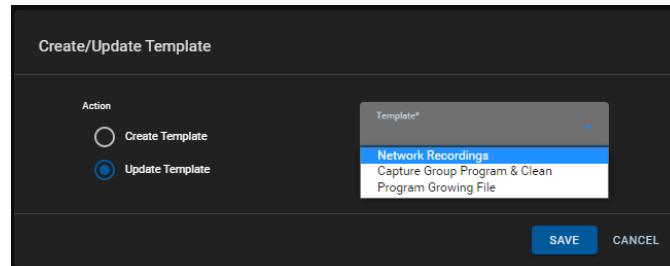 Create/Update Template
Action
Create Template
Update Template
Template*
Network Recordings
Capture Group Program & Clean
Program Growing File
SAVE
CANCEL